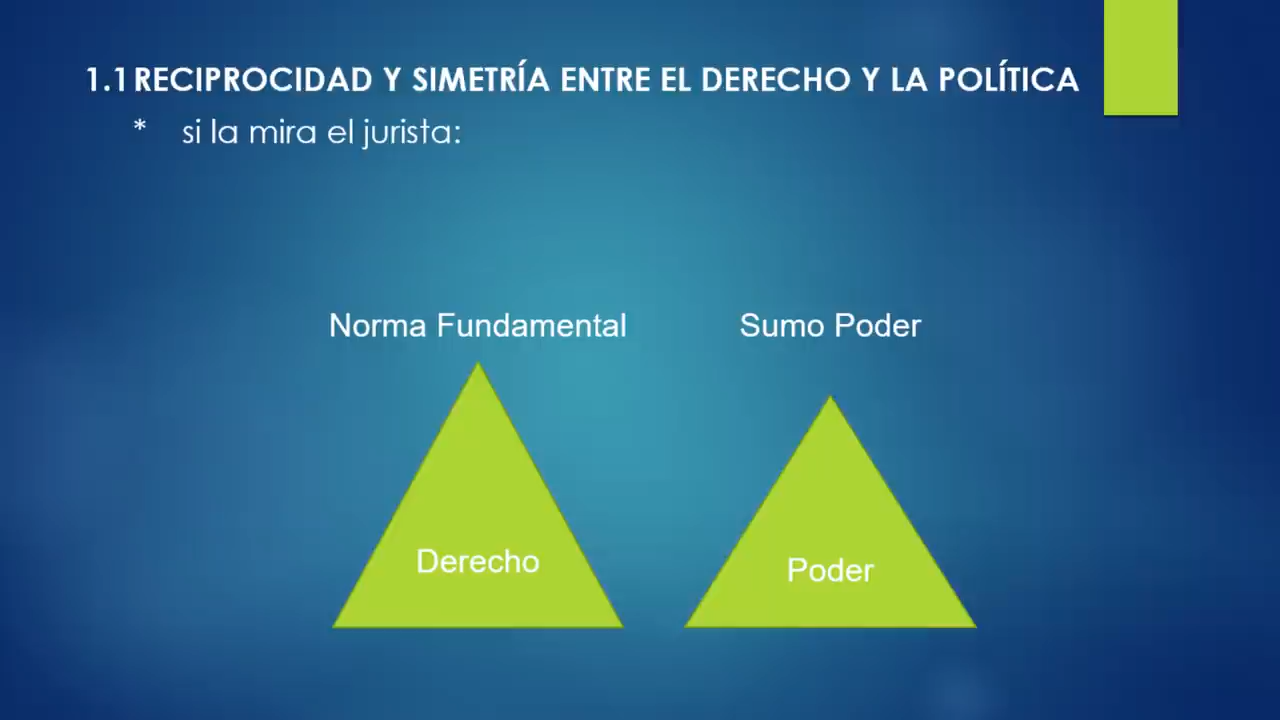 1.1 RECIPROCIDAD Y SIMETRÍA ENTRE EL DERECHO Y LA POLÍTICA
* si la mira el jurista:
Norma Fundamental
Sumo Poder
Derecho
Poder